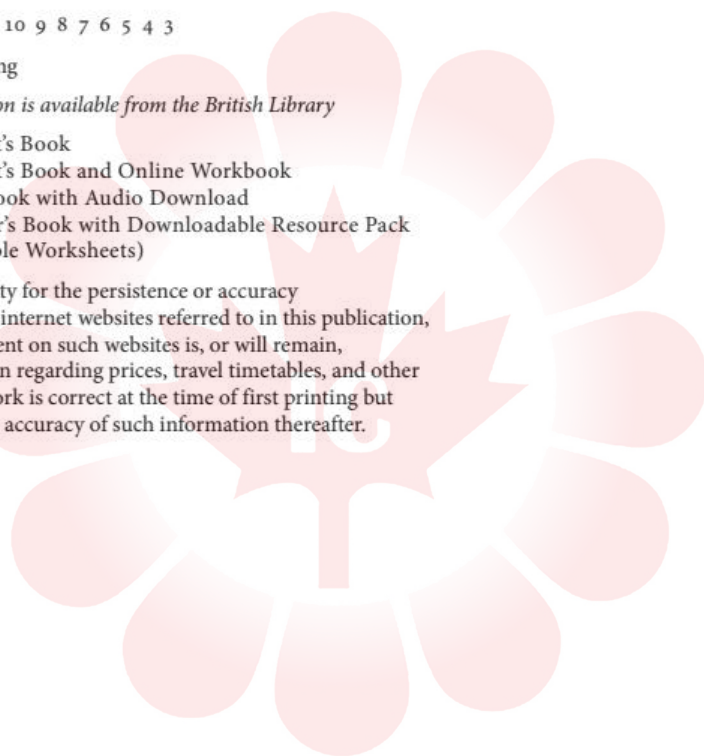 10 9 8 7 6 5 4 3
ng
on is available from the British Library
t's Book
t's Book and Online Workbook
ook with Audio Download
r's Book with Downloadable Resource Pack
ble Worksheets)
ty for the persistence or accuracy
internet websites referred to in this publication,
ent on such websites is, or will remain,
n regarding prices, travel timetables, and other
ork is correct at the time of first printing but
accuracy of such information thereafter.
IC